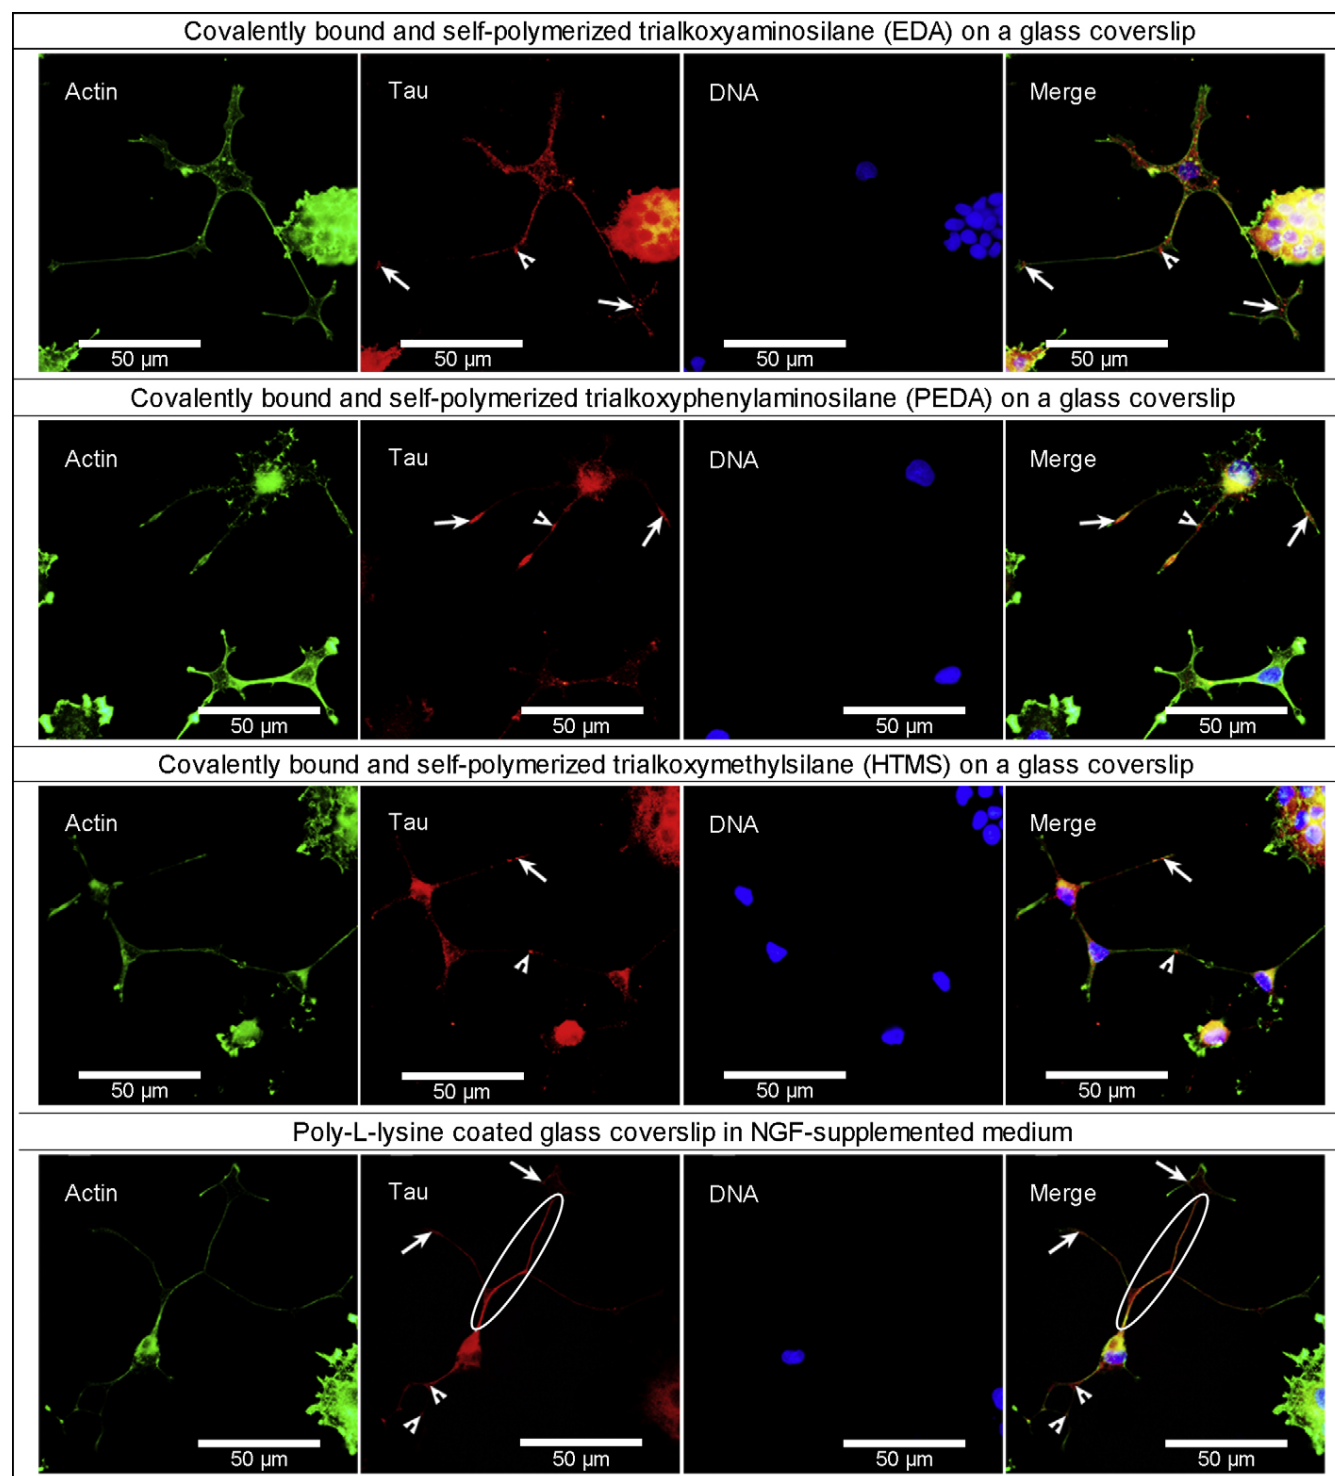 Covalently bound and self-polymerized trialkoxyaminosilane (EDA) on a glass coverslip
Actin Tau DNA Merge
50 µm 50 µm 50 µm 50 µm
Covalently bound and self-polymerized trialkoxyphenylaminosilane (PEDA) on a glass coverslip
Actin Tau DNA Merge
50 µm 50 µm 50 µm 50 µm
Covalently bound and self-polymerized trialkoxymethylsilane (HTMS) on a glass coverslip
Actin Tau DNA Merge
50 µm 50 µm 50 µm 50 µm
Poly-L-lysine coated glass coverslip in NGF-supplemented medium
Actin Tau DNA Merge
50 µm 50 µm 50 µm 50 µm